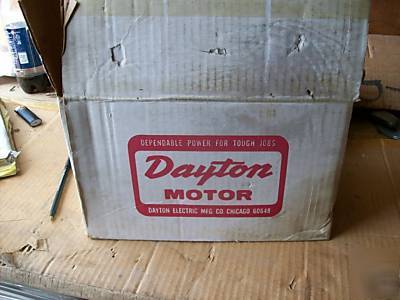 DEPENDABLE POWER FOR TOUGH JOBS
Dayton
MOTOR
DAYTON ELECTRIC MFG. CO. CHICAGO 60648